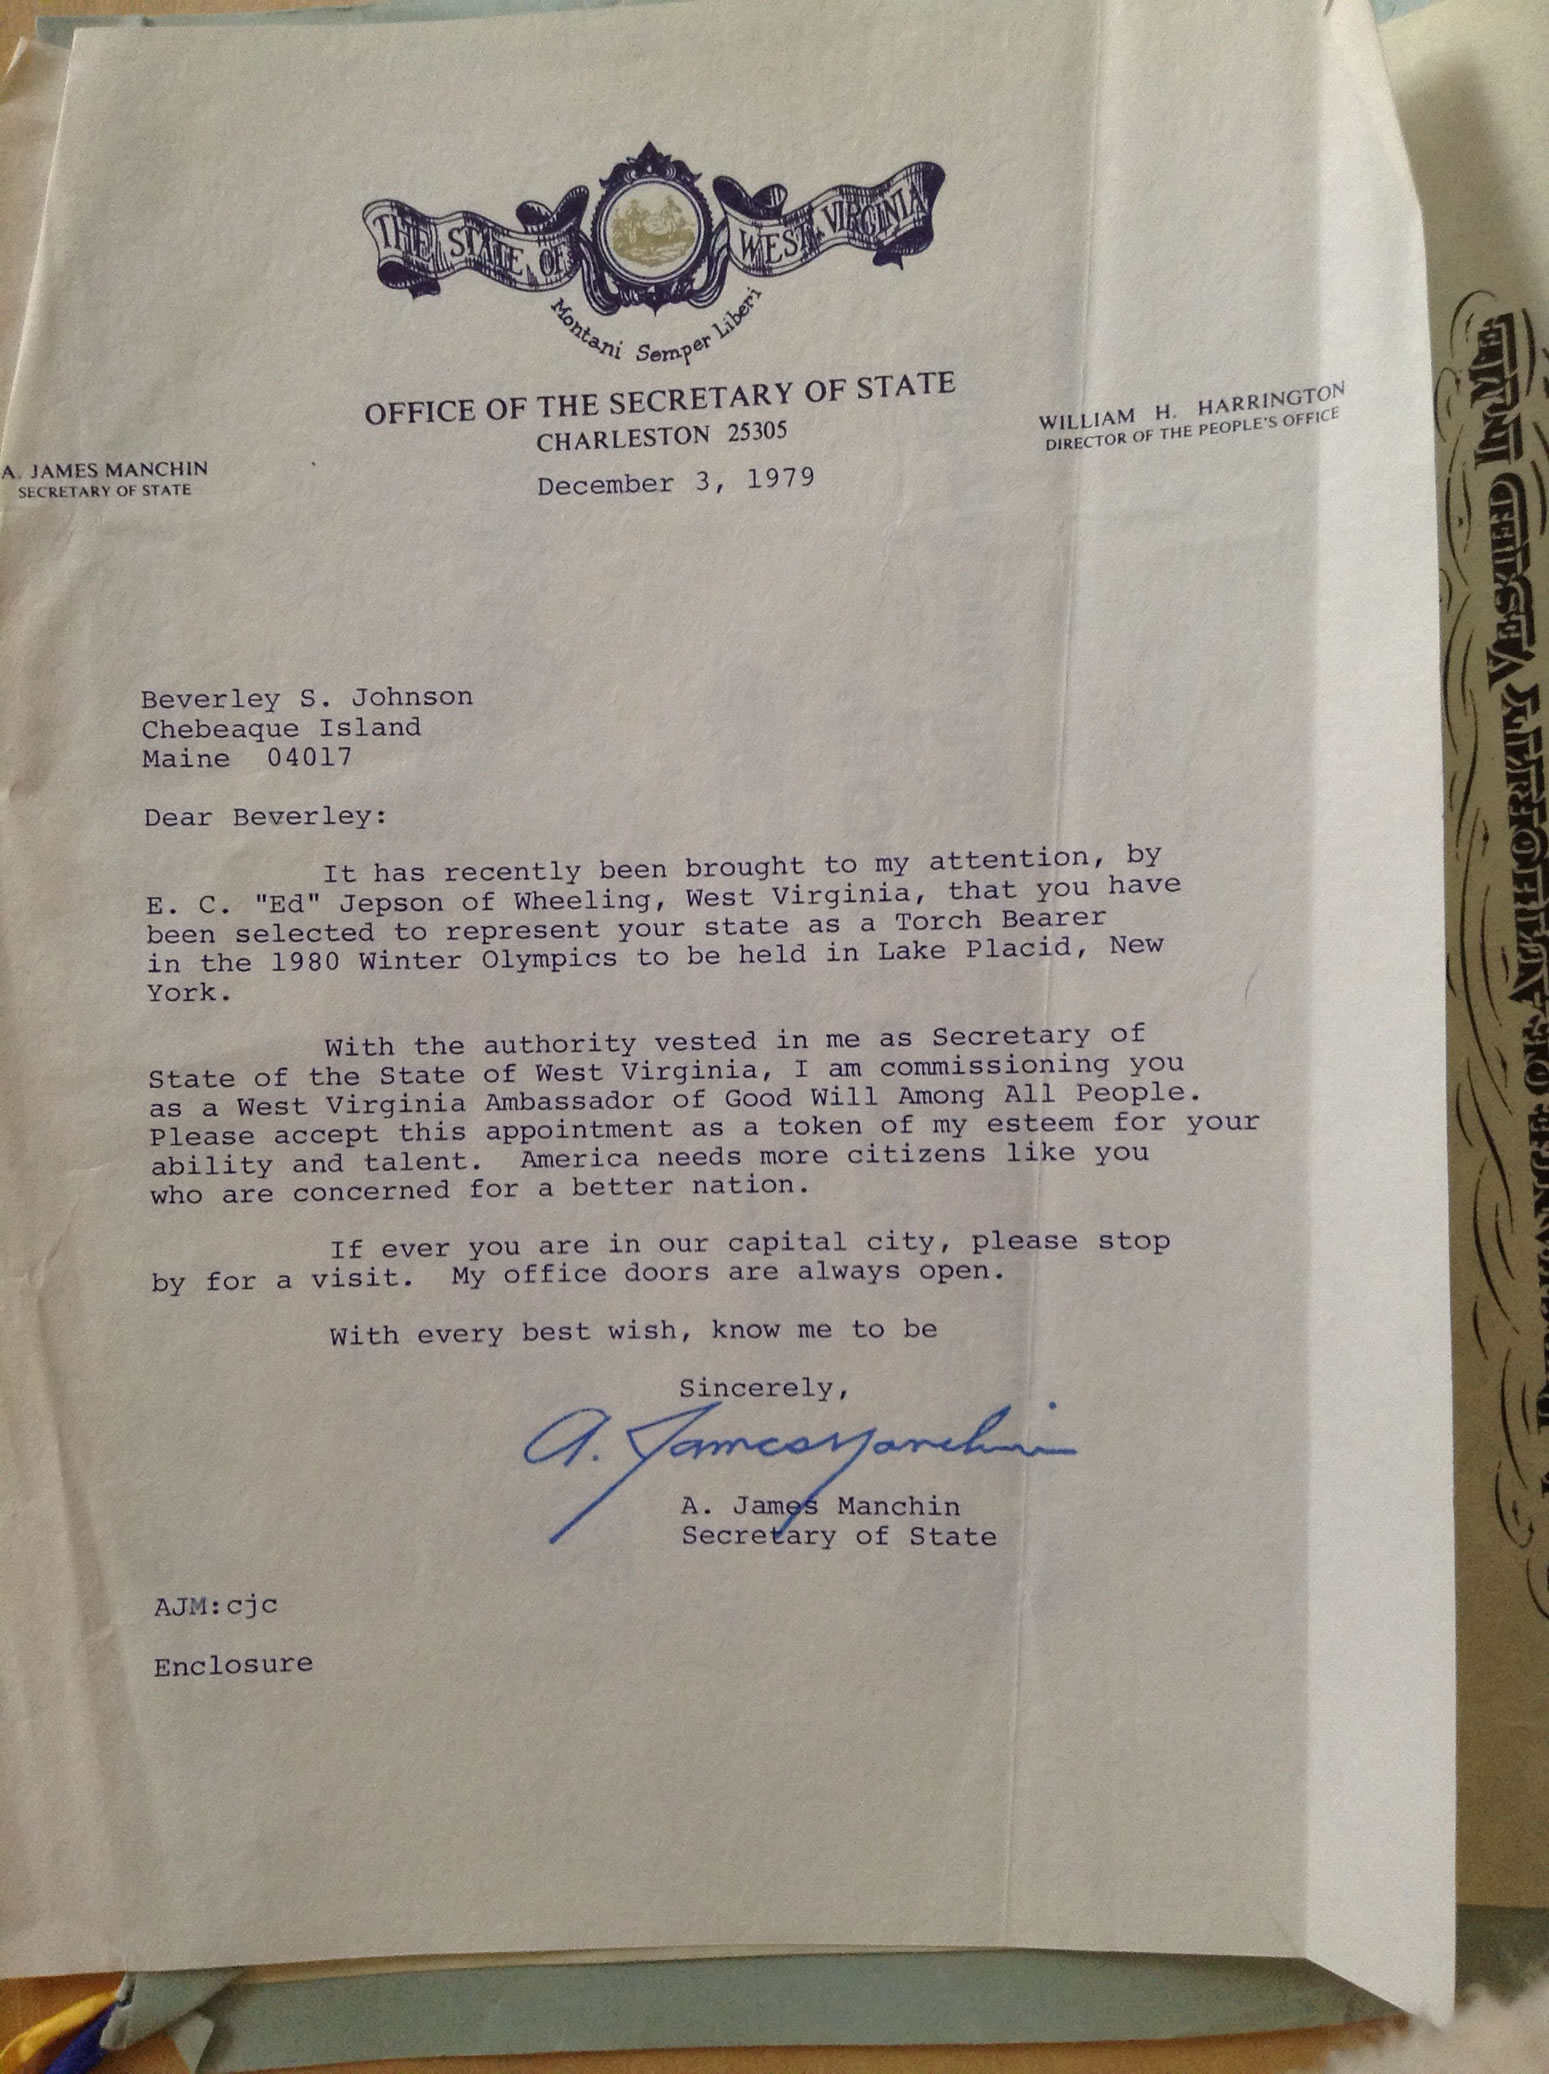 THE STATE OF WEST VIRGINIA
Montani Semper Liberi
OFFICE OF THE SECRETARY OF STATE
CHARLESTON 25305
WILLIAM H. HARRINGTON
DIRECTOR OF THE PEOPLE'S OFFICE
A. JAMES MANCHIN
SECRETARY OF STATE
December 3, 1979
Beverley S. Johnson
Chebeaque Island
Maine 04017
Dear Beverley:
It has recently been brought to my attention, by
E. C. "Ed" Jepson of Wheeling, West Virginia, that you have
been selected to represent your state as a Torch Bearer
in the 1980 Winter Olympics to be held in Lake Placid, New
York.
With the authority vested in me as Secretary of
State of the State of West Virginia, I am commissioning you
as a West Virginia Ambassador of Good Will Among All People.
Please accept this appointment as a token of my esteem for your
ability and talent. America needs more citizens like you
who are concerned for a better nation.
If ever you are in our capital city, please stop
by for a visit. My office doors are always open.
With every best wish, know me to be
Sincerely,
A. James Manchin
A. James Manchin
Secretary of State
AJM:cjc
Enclosure
OF AUTHORITY VESTED IN ME